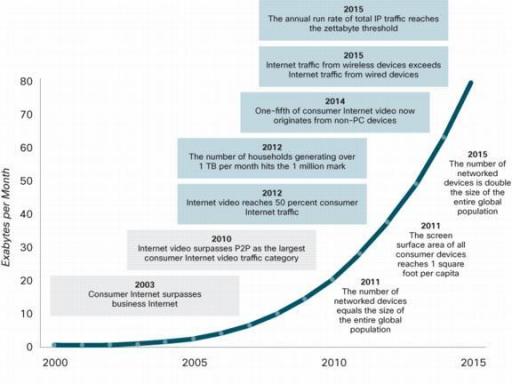 2015
The annual run rate of total IP traffic reaches
the zettabyte threshold
2015
Internet traffic from wireless devices exceeds
Internet traffic from wired devices
2014
One-fifth of consumer Internet video now
originates from non-PC devices
2012
The number of households generating over
1 TB per month hits the 1 million mark
2012
Internet video reaches 50 percent consumer
Internet traffic
2010
Internet video surpasses P2P as the largest
consumer Internet video traffic category
2003
Consumer Internet surpasses
business Internet
2015
The number of
networked
devices is double
the size of the
entire global
population
2011
The screen
surface area of all
consumer devices
reaches 1 square
foot per capita
2011
The number of
networked devices
equals the size of
the entire global
population
Exabytes per Month
80
70
60
50
40
30
20
10
0
2000
2005
2010
2015